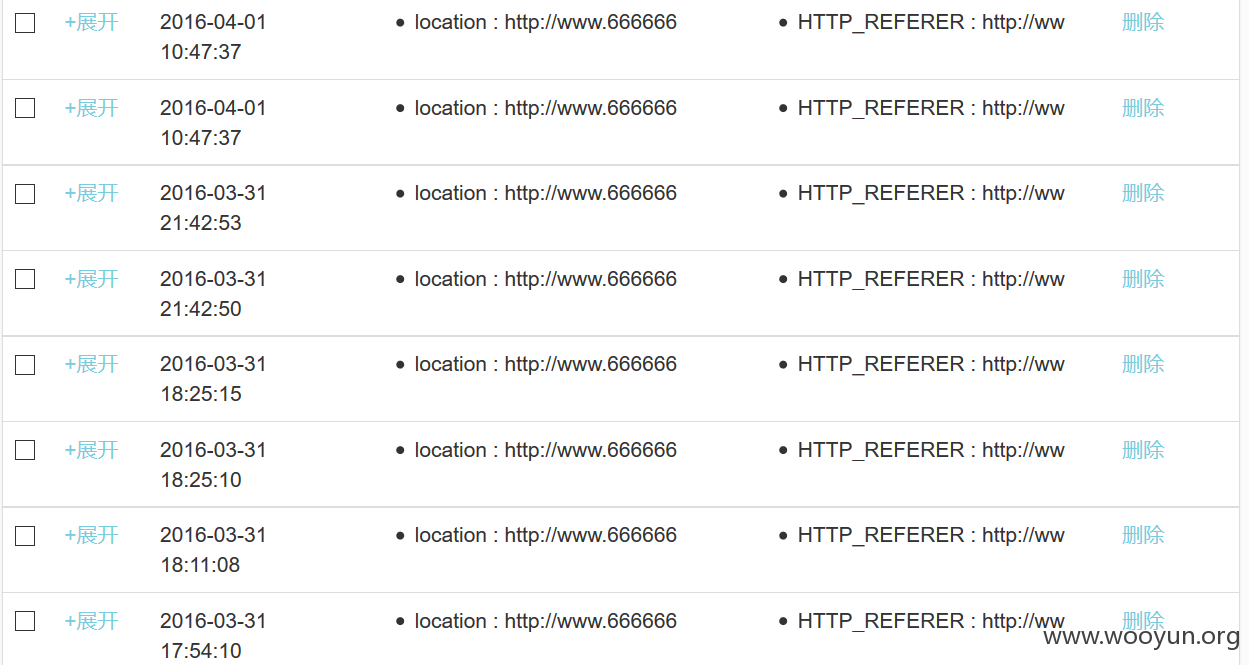 +展开 2016-04-01 • location : http://www.666666 • HTTP_REFERER : http://ww 删除
10:47:37
+展开 2016-04-01 • location : http://www.666666 • HTTP_REFERER : http://ww 删除
10:47:37
+展开 2016-03-31 • location : http://www.666666 • HTTP_REFERER : http://ww 删除
21:42:53
+展开 2016-03-31 • location : http://www.666666 • HTTP_REFERER : http://ww 删除
21:42:50
+展开 2016-03-31 • location : http://www.666666 • HTTP_REFERER : http://ww 删除
18:25:15
+展开 2016-03-31 • location : http://www.666666 • HTTP_REFERER : http://ww 删除
18:25:10
+展开 2016-03-31 • location : http://www.666666 • HTTP_REFERER : http://ww 删除
18:11:08
+展开 2016-03-31 • location : http://www.666666 • HTTP_REFERER : http://ww 删除
17:54:10
www.wooyun.org